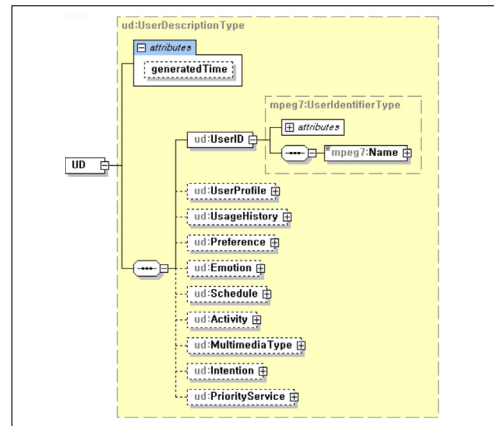 ud:UserDescriptionType
attributes
generatedTime
mpeg7:UserIdentifierType
attributes
ud:UserID
mpeg7:Name
UD
ud:UserProfile
ud:UsageHistory
ud:Preference
ud:Emotion
ud:Schedule
ud:Activity
ud:MultimediaType
ud:Intention
ud:PriorityService